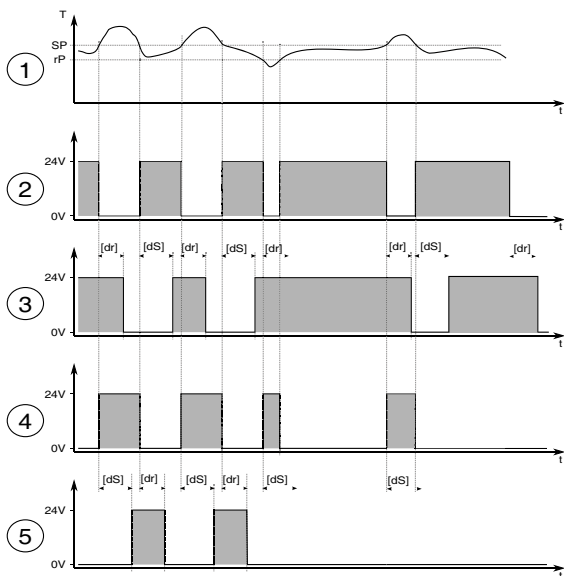 T
SP
rP
1
t
24V
2
0V
t
[dr] [dS] [dr] [dS] [dr] [dr] [dS] [dr]
24V
3
0V
t
24V
4
0V
t
[dS] [dr] [dS] [dr] [dS] [dS]
24V
5
0V
t